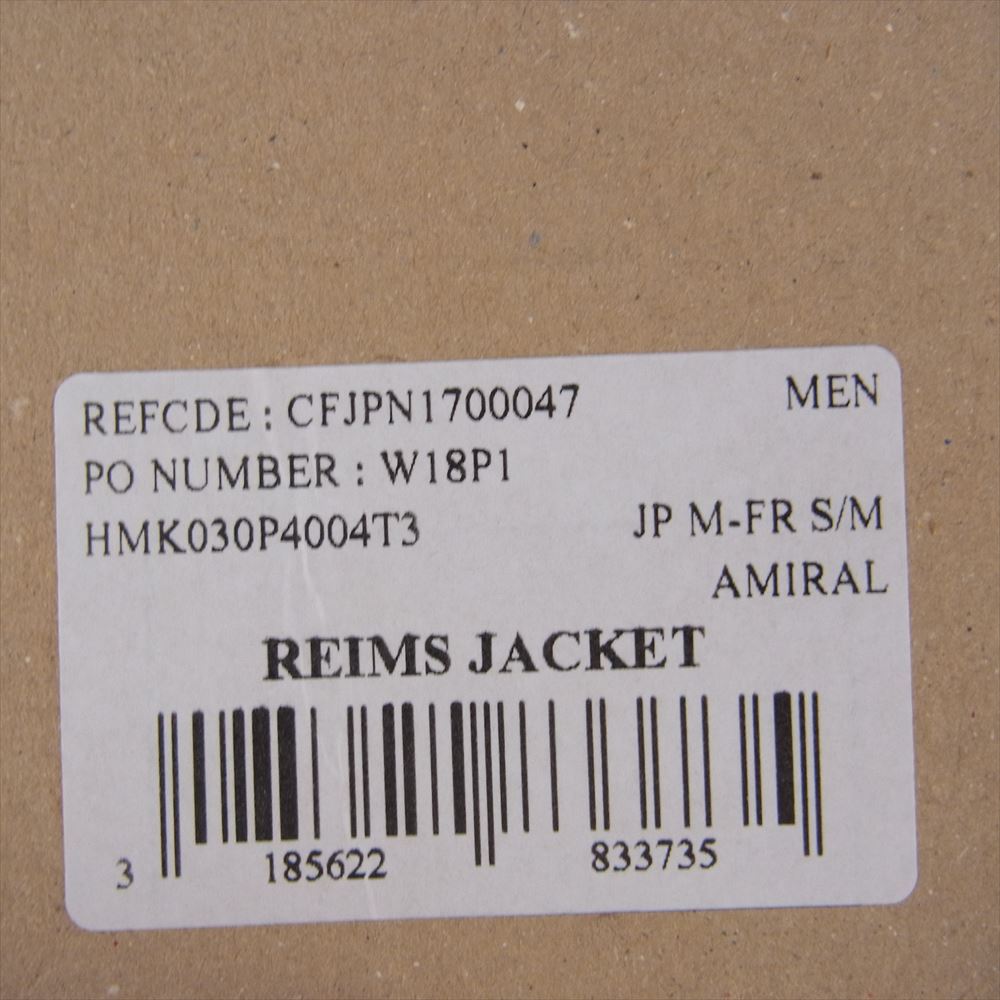 REFCDE : CFJPN1700047 MEN
PO NUMBER : W18P1
HMK030P4004T3 JP M-FR S/M
AMIRAL
REIMS JACKET
3 185622 833735